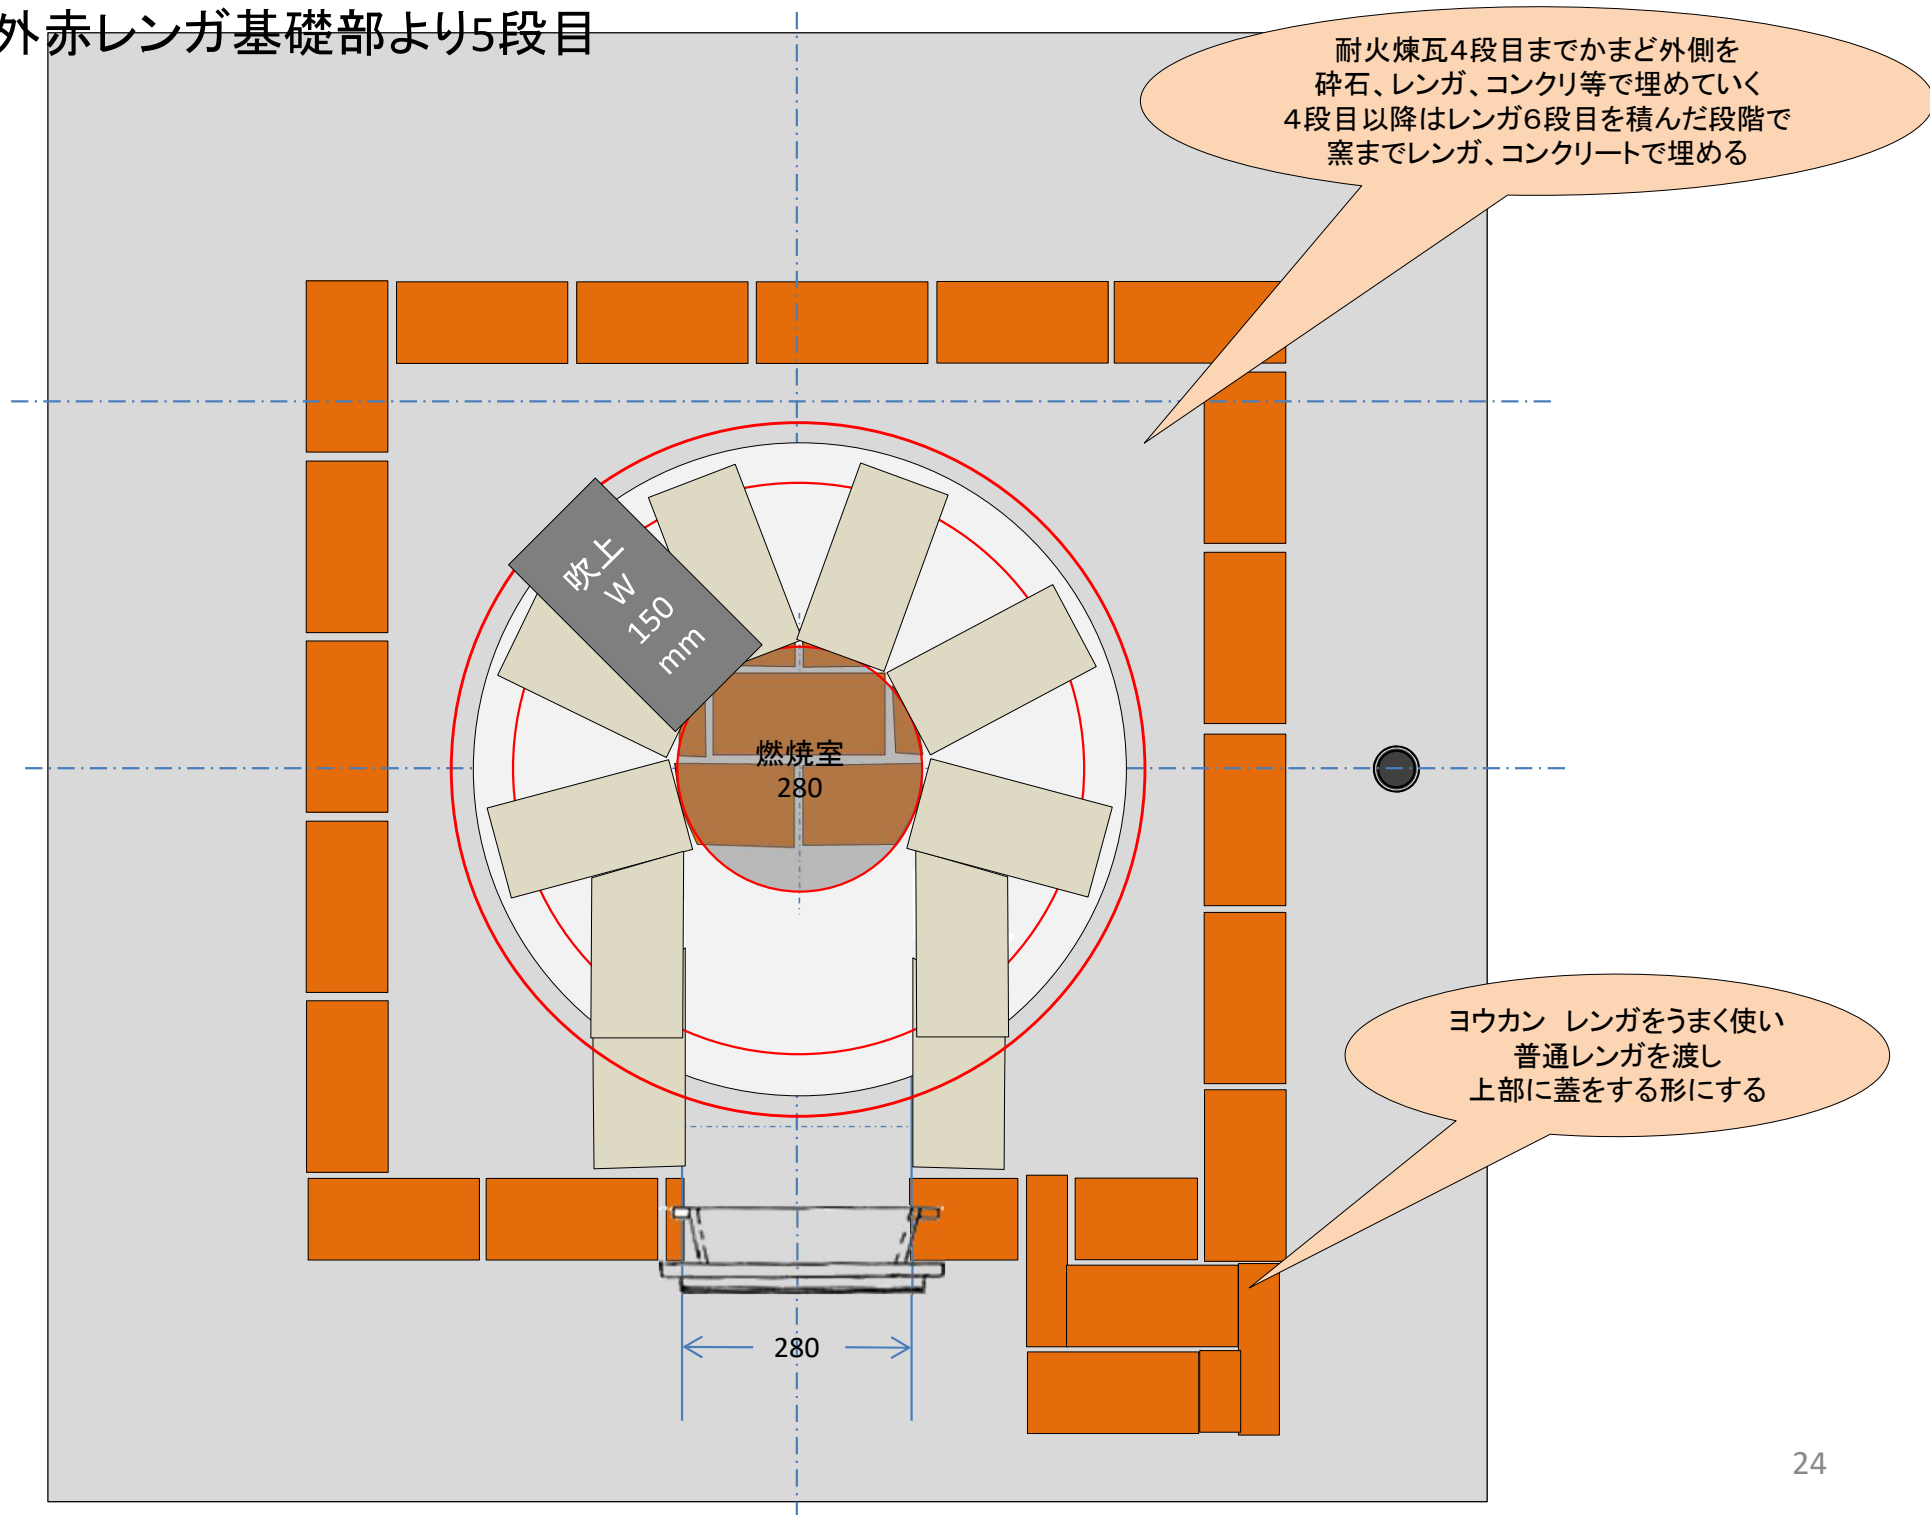 外赤レンガ基礎部より5段目
耐火煉瓦４段目までかまど外側を
砕石、レンガ、コンクリ等で埋めていく
４段目以降はレンガ６段目を積んだ段階で
窯までレンガ、コンクリートで埋める
吹上
W
150
mm
燃焼室
280
ヨウカン　レンガをうまく使い
普通レンガを渡し
上部に蓋をする形にする
280
24